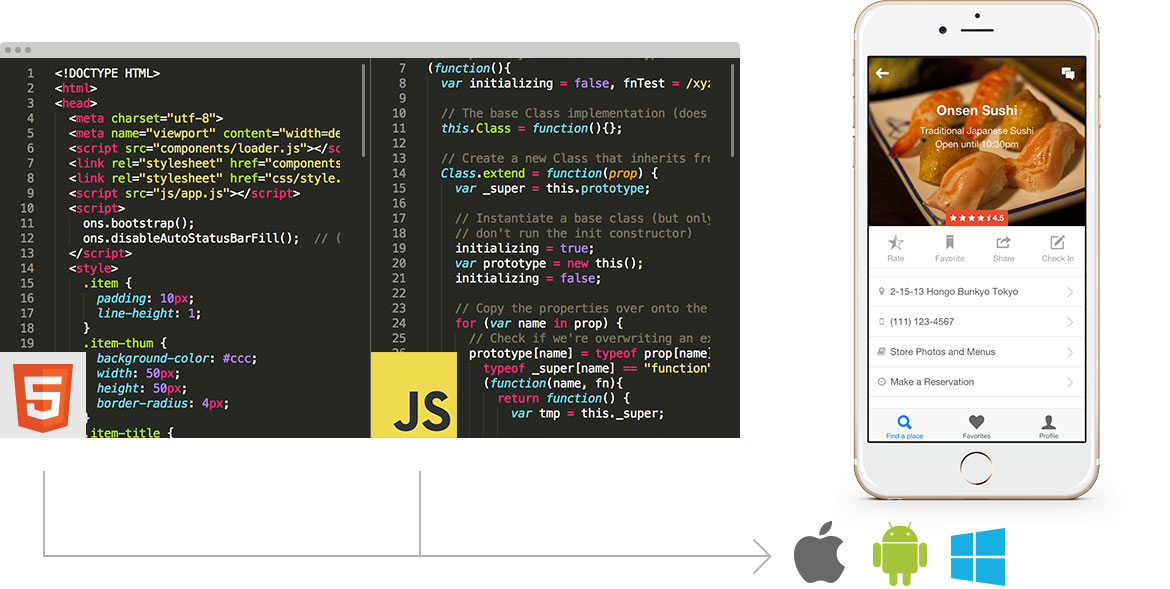 1 <!DOCTYPE HTML>
2 <html>
3 <head>
4 <meta charset="utf-8">
5 <meta name="viewport" content="width=de
6 <script src="components/loader.js"></sc
7 <link rel="stylesheet" href="components
8 <link rel="stylesheet" href="css/style.
9 <script src="js/app.js"></script>
10 <script>
11 ons.bootstrap();
12 ons.disableAutoStatusBarFill(); // (
13 </script>
14 <style>
15 .item {
16 padding: 10px;
17 line-height: 1;
18 }
19 .item-thum {
background-color: #ccc;
width: 50px;
height: 50px;
border-radius: 4px;
}
.item-title {
5
7 (function(){
8 var initializing = false, fnTest = /xyz
9
10 // The base Class implementation (does
11 this.Class = function(){};
12
13 // Create a new Class that inherits fro
14 Class.extend = function(prop) {
15 var _super = this.prototype;
16
17 // Instantiate a base class (but only
18 // don't run the init constructor)
19 initializing = true;
20 var prototype = new this();
21 initializing = false;
22
23 // Copy the properties over onto the
24 for (var name in prop) {
25 // Check if we're overwriting an ex
26 prototype[name] = typeof prop[name]
typeof _super[name] == "function"
(function(name, fn){
return function() {
var tmp = this._super;
JS
Onsen Sushi
Traditional Japanese Sushi
Open until 10:30pm
4.5
Rate Favorite Share Check In
2-15-13 Hongo Bunkyo Tokyo
(111) 123-4567
Store Photos and Menus
Make a Reservation
Find a place Favorites Profile